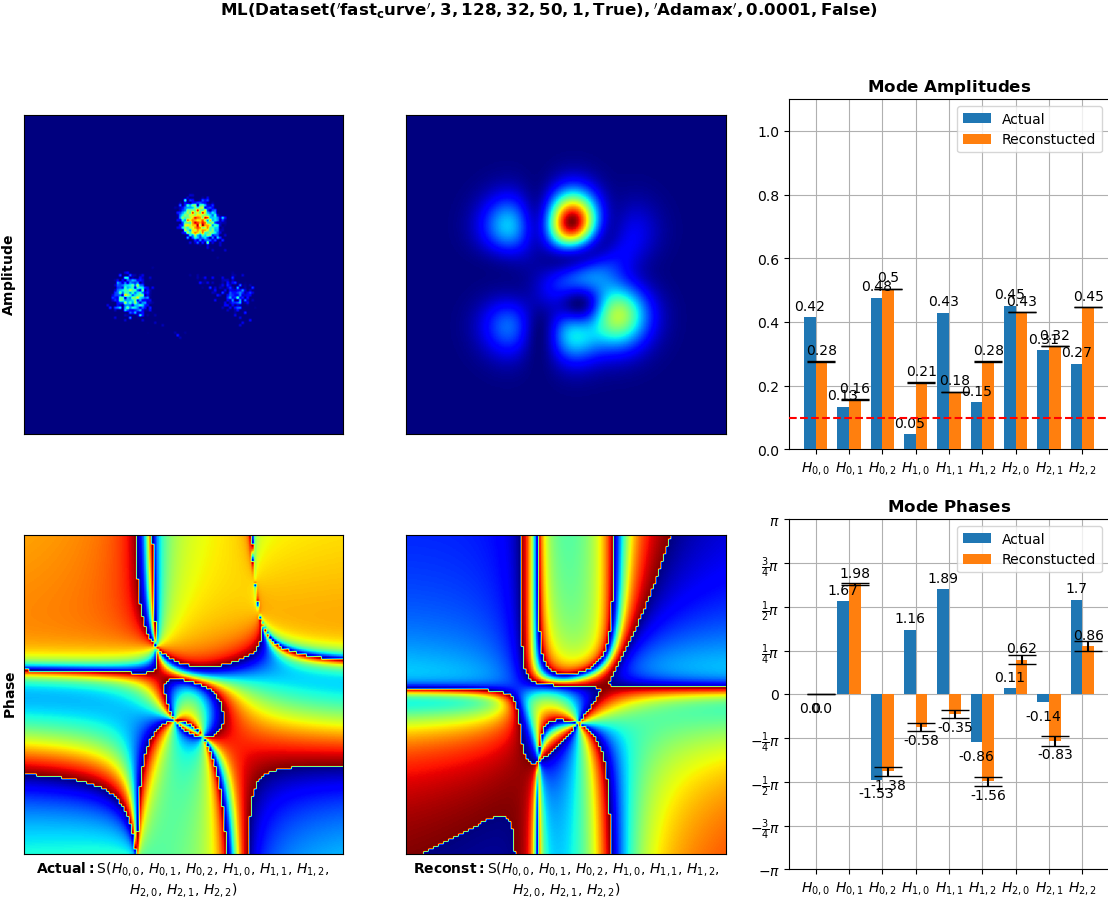 ML(Dataset('fast_curve', 3, 128, 32, 50, 1, True), 'Adamax', 0.0001, False)
Amplitude
Mode Amplitudes
Actual
Reconstucted
1.0
0.8
0.6
0.4
0.2
0.0
0.42
0.28
0.13
0.16
0.48
0.5
0.05
0.21
0.43
0.18
0.15
0.28
0.45
0.43
0.31
0.32
0.27
0.45
H0,0 H0,1 H0,2 H1,0 H1,1 H1,2 H2,0 H2,1 H2,2
Phase
Actual: S(H0,0, H0,1, H0,2, H1,0, H1,1, H1,2,
H2,0, H2,1, H2,2)
Reconst: S(H0,0, H0,1, H0,2, H1,0, H1,1, H1,2,
H2,0, H2,1, H2,2)
Mode Phases
Actual
Reconstucted
π
3/4π
1/2π
1/4π
0
−1/4π
−1/2π
−3/4π
−π
0.0
0.0
1.67
1.98
-1.53
-1.38
1.16
-0.58
1.89
-0.35
-0.86
-1.56
0.11
0.62
-0.14
-0.83
1.7
0.86
H0,0 H0,1 H0,2 H1,0 H1,1 H1,2 H2,0 H2,1 H2,2